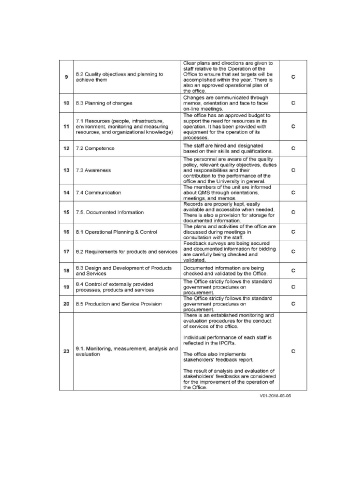 Clear plans and directions are given to
staff relative to the Operation of the
9 6.2 Quality objectives and planning to Office to ensure that set targets will be C
achieve them accomplished within the year. There is
also an approved operational plan of
the office.
Changes are communicated through
10 6.3 Planning of changes memos, orientation and face to face/ C
on-line meetings.
The office has an approved budget to
7.1 Resources (people, infrastructure, support the need for resources in its
11 environment, monitoring and measuring operation. It has been provided with C
resources, and organizational knowledge) equipment for the operation of its
processes.
12 7.2 Competence The staff are hired and designated C
based on their skills and qualifications.
The personnel are aware of the quality
policy, relevant quality objectives, duties
13 7.3 Awareness and responsibilities and their C
contribution to the performance of the
office and the University in general.
The members of the unit are informed
14 7.4 Communication about QMS through orientations, C
meetings, and memos.
Records are properly kept, easily
15 7.5. Documented Information available and accessible when needed. C
There is also a provision for storage for
documented information.
The plans and activities of the office are
16 8.1 Operational Planning & Control discussed during meetings in C
consultation with the staff.
Feedback surveys are being secured
17 8.2 Requirements for products and services and documented information for bidding C
are carefully being checked and
validated.
18 8.3 Design and Development of Products Documented information are being C
and Services checked and validated by the Office.
19 8.4 Control of externally provided The Office strictly follows the standard C
processes, products and services government procedures on
procurement.
The Office strictly follows the standard
20 8.5 Production and Service Provision government procedures on C
procurement.
There is an established monitoring and
evaluation procedures for the conduct
of services of the office.
Individual performance of each staff is
reflected in the IPCRs.
23 9.1. Monitoring, measurement, analysis and C
evaluation The office also implements
stakeholders' feedback report.
The result of analysis and evaluation of
stakeholders' feedbacks are considered
for the improvement of the operation of
the Office.